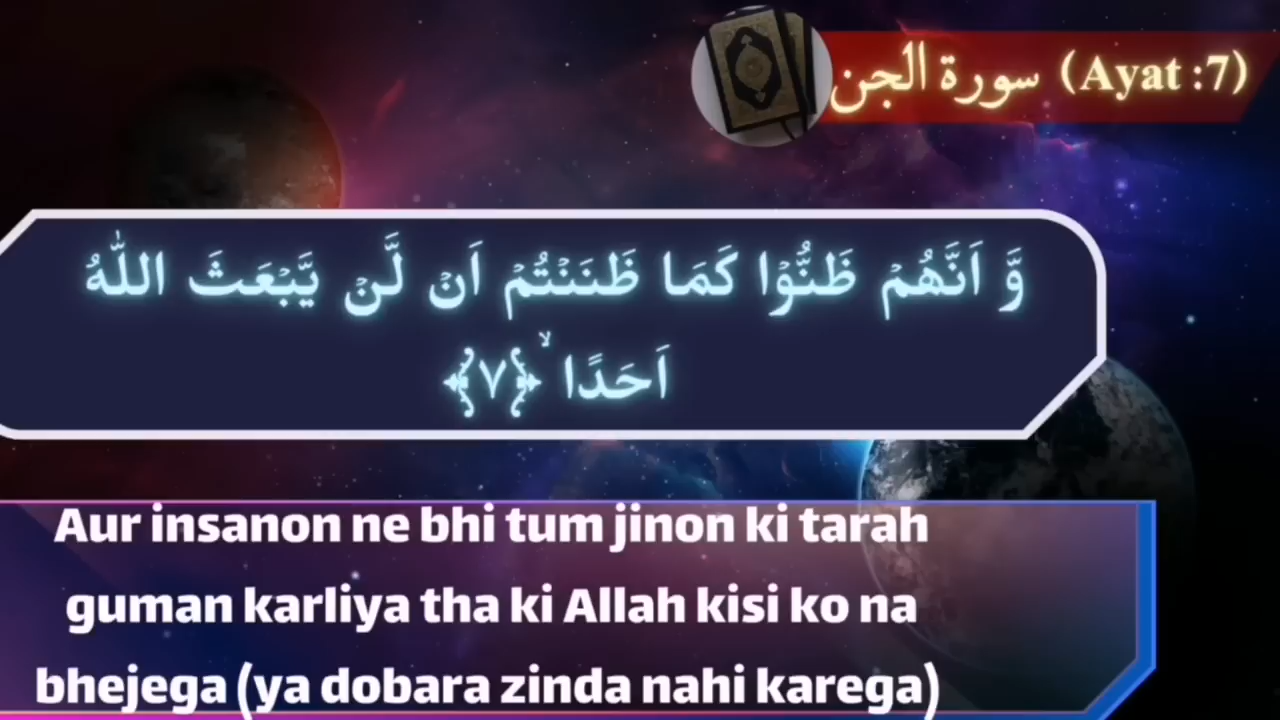 سورة الجن (Ayat :7)
وَّ اَنَّهُمۡ ظَنُّوۡا كَمَا ظَنَنۡتُمۡ اَنۡ لَّنۡ يَّبۡعَثَ اللّٰهُ
اَحَدًا ۙ‏ ﴿۷﴾
Aur insanon ne bhi tum jinon ki tarah
guman karliya tha ki Allah kisi ko na
bhejega (ya dobara zinda nahi karega)